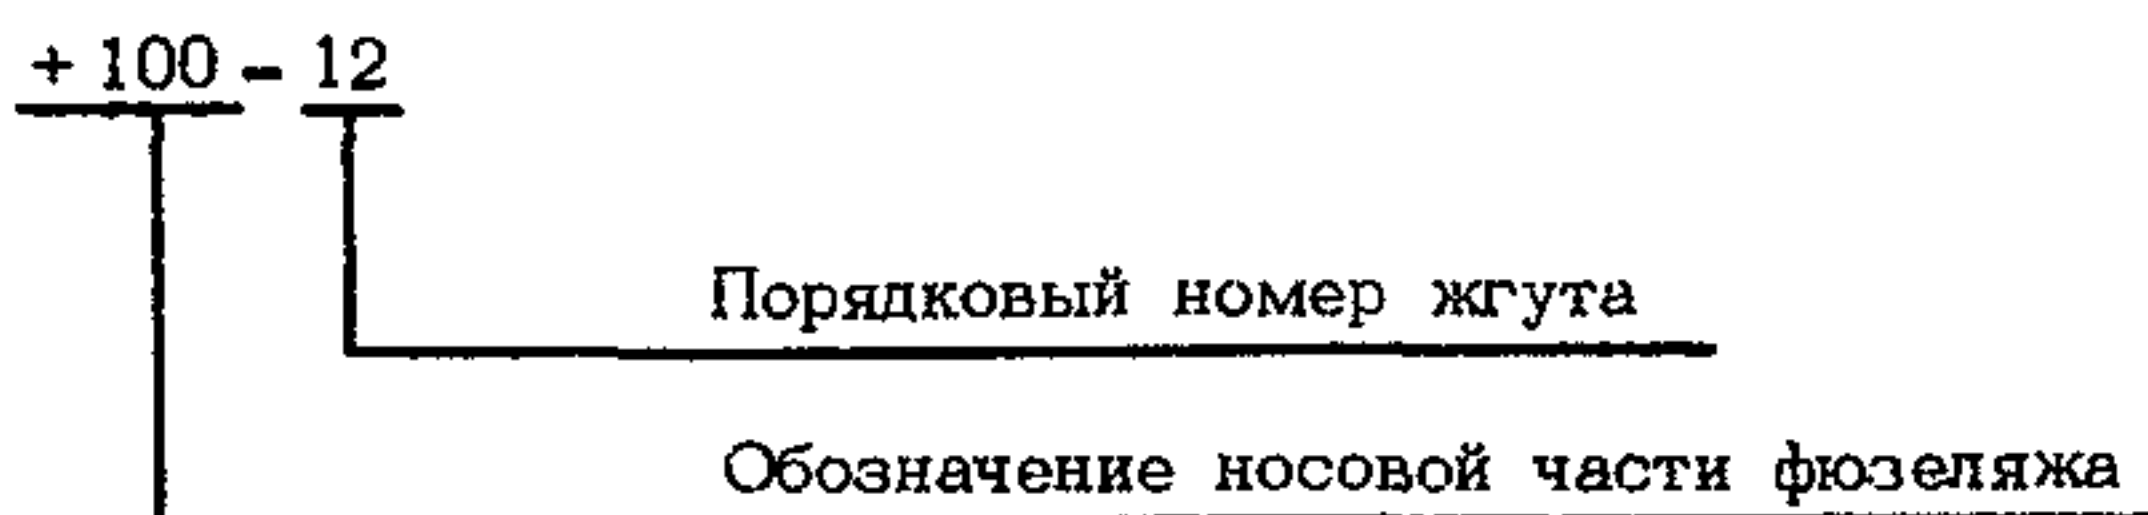 + 100 - 12
Порядковый номер жгута
Обозначение носовой части фюзеляжа